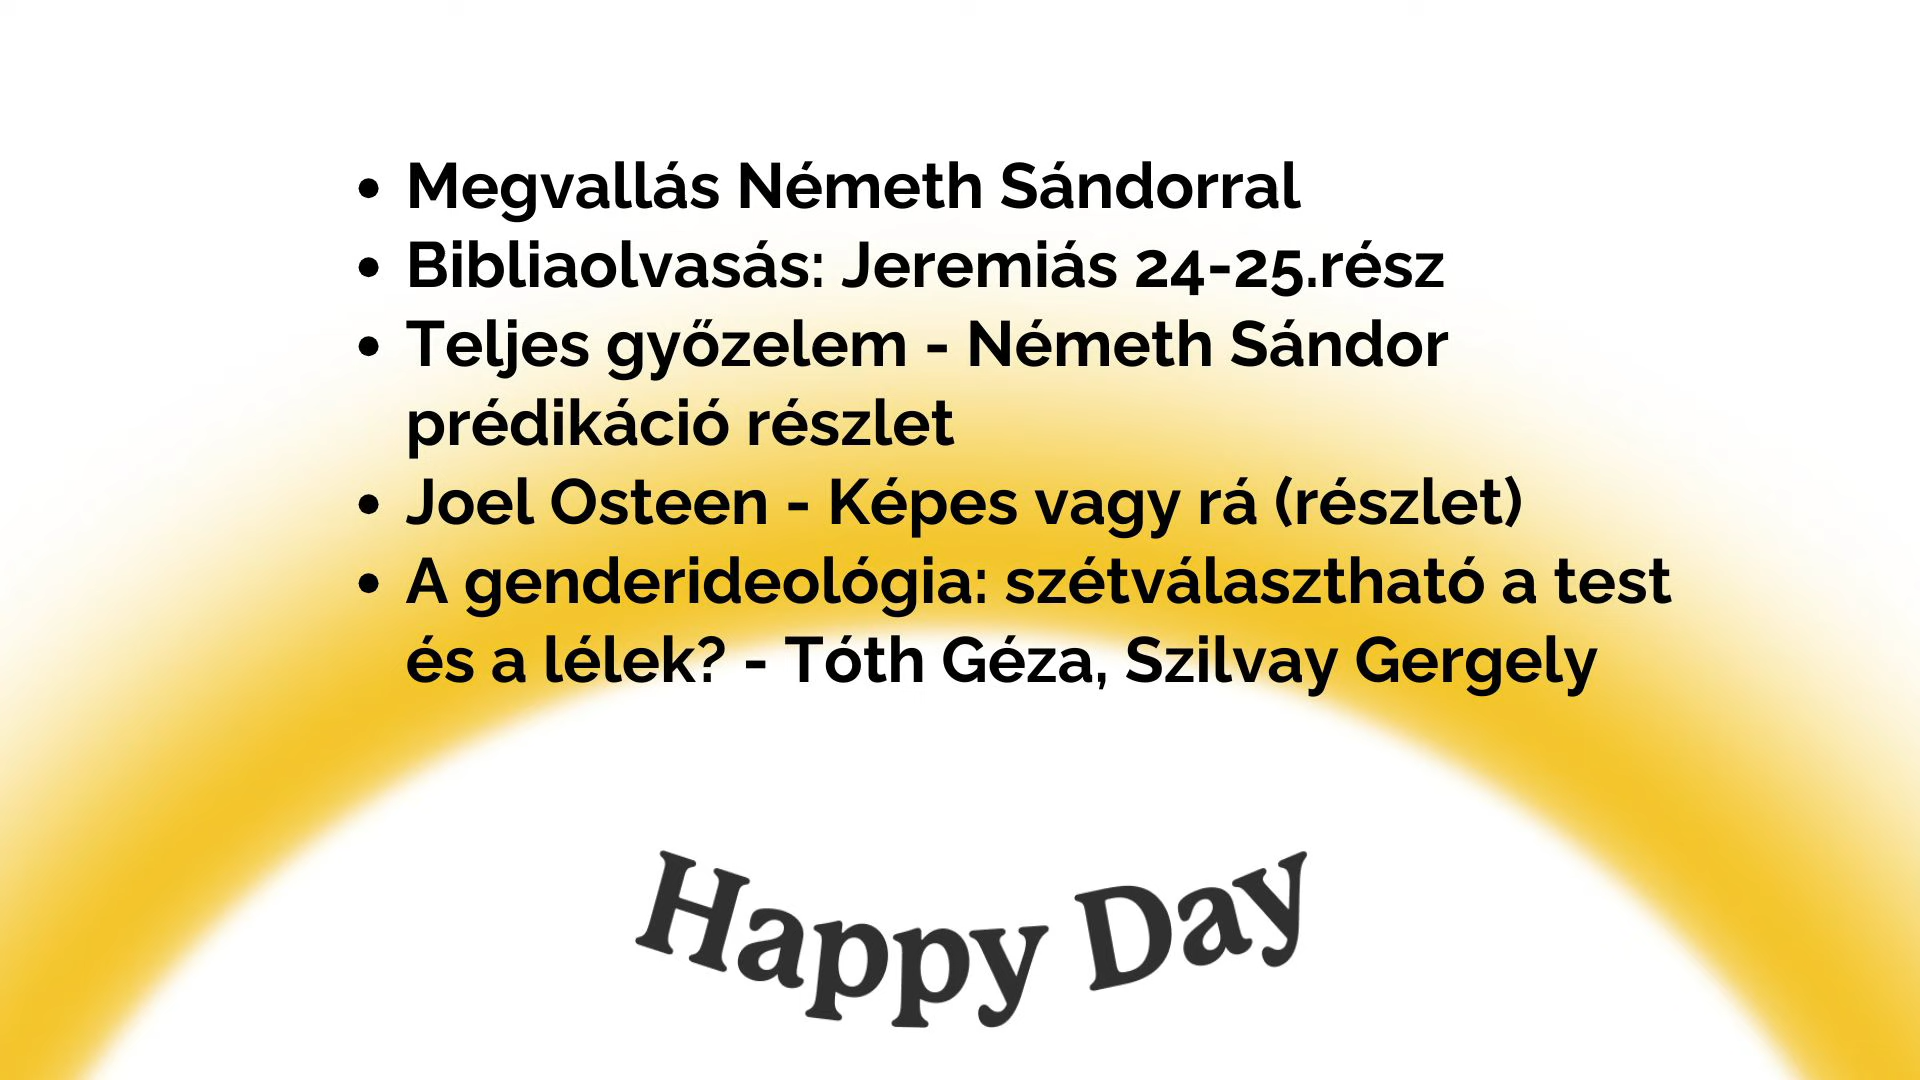 • Megvallás Németh Sándorral
• Bibliaolvasás: Jeremiás 24-25.rész
• Teljes győzelem - Németh Sándor
prédikáció részlet
• Joel Osteen - Képes vagy rá (részlet)
• A genderideológia: szétválasztható a test
és a lélek? - Tóth Géza, Szilvay Gergely
Happy Day